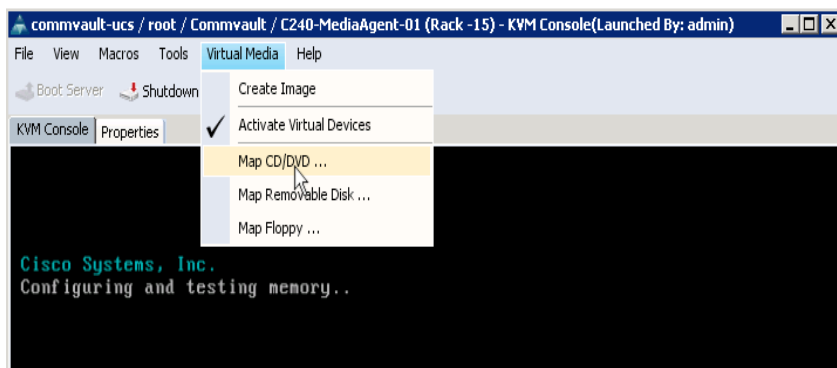 commvault-ucs / root / Commvault / C240-MediaAgent-01 (Rack -15) - KVM Console(Launched By: admin)
File View Macros Tools Virtual Media Help
Boot Server Shutdown
Create Image
KVM Console Properties
Activate Virtual Devices
Map CD/DVD ...
Map Removable Disk ...
Map Floppy ...
Cisco Systems, Inc.
Configuring and testing memory..